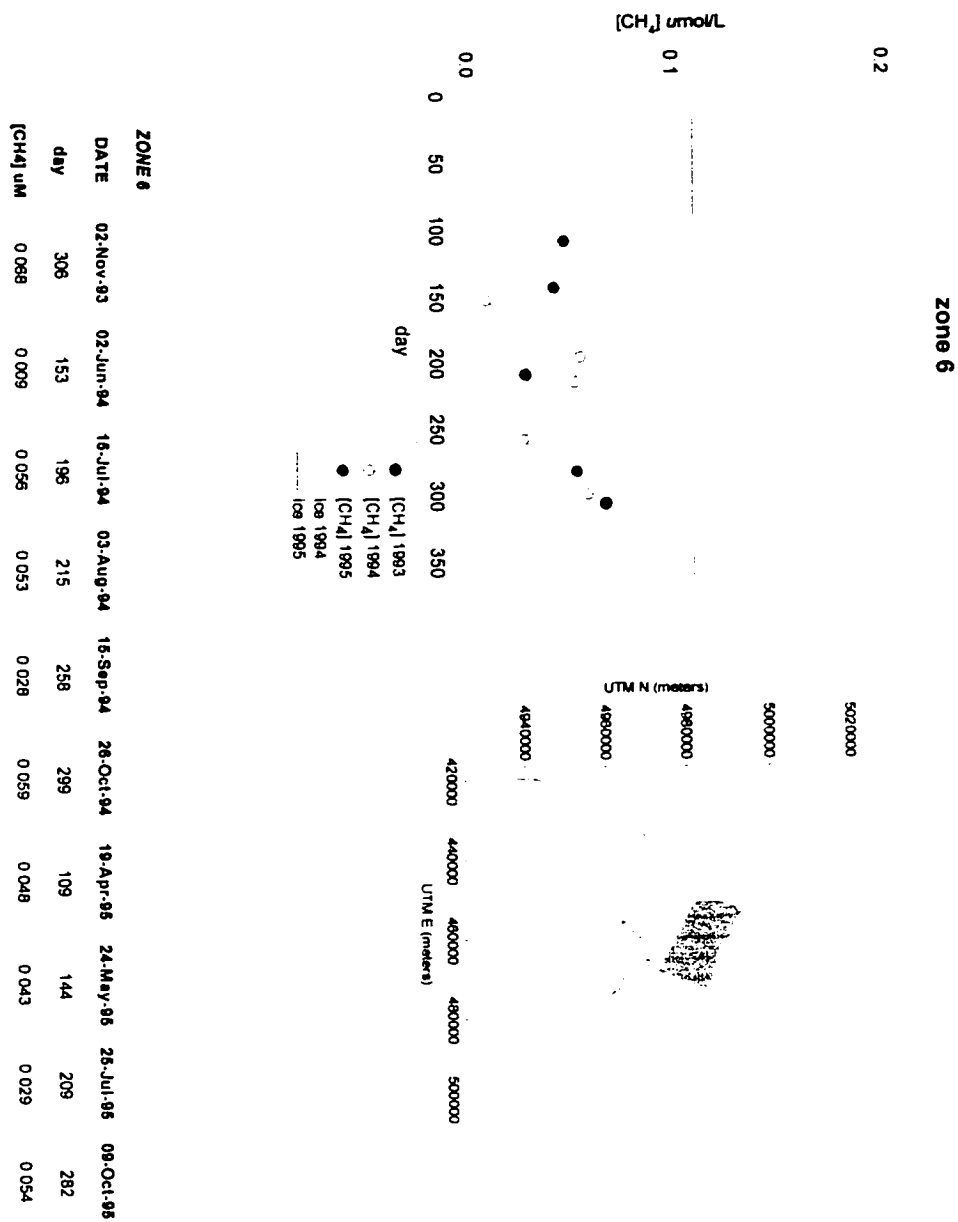 zone 6
[CH₄] umol/L
0.2
0.1
0.0
0 50 100 150 200 250 300 350
day
[CH₄] 1993
[CH₄] 1994
[CH₄] 1995
ice 1994
ice 1995
UTM N (meters)
5020000
5000000
4980000
4960000
4940000
420000 440000 460000 480000 500000
UTM E (meters)
ZONE 6
DATE 02-Nov-93 02-Jun-94 15-Jul-94 03-Aug-94 15-Sep-94 26-Oct-94 19-Apr-95 24-May-95 25-Jul-95 09-Oct-95
day 306 153 196 215 258 299 109 144 209 282
[CH4] uM 0.068 0.009 0.056 0.053 0.028 0.059 0.048 0.043 0.029 0.054